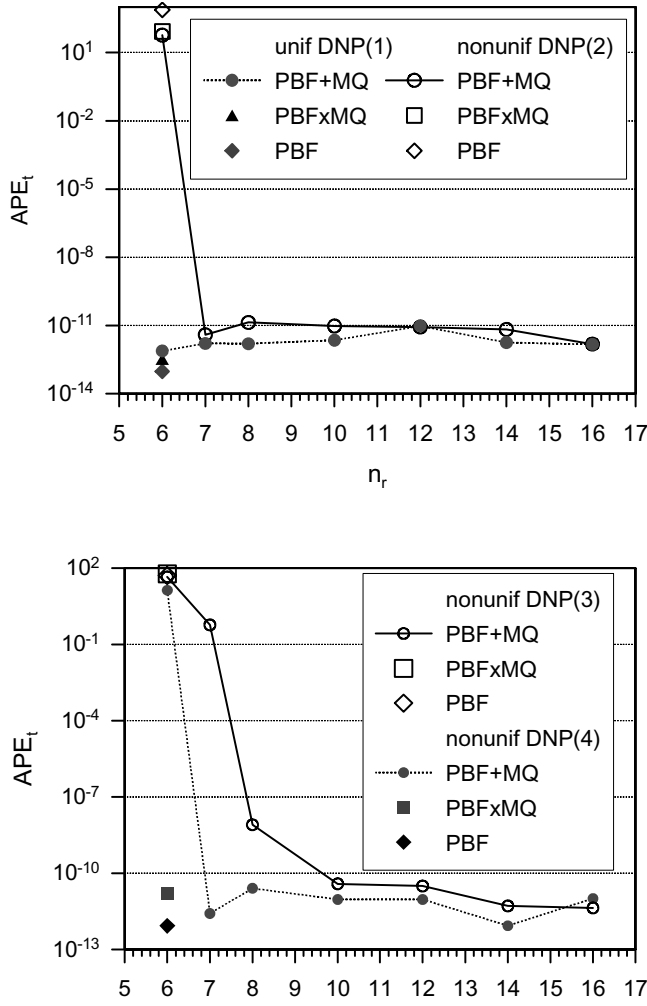 unif DNP(1) nonunif DNP(2)
PBF+MQ PBF+MQ
PBFxMQ PBFxMQ
PBF PBF
APE_t
10^1
10^-2
10^-5
10^-8
10^-11
10^-14
5 6 7 8 9 10 11 12 13 14 15 16 17
n_r
nonunif DNP(3)
PBF+MQ
PBFxMQ
PBF
nonunif DNP(4)
PBF+MQ
PBFxMQ
PBF
APE_t
10^2
10^-1
10^-4
10^-7
10^-10
10^-13
5 6 7 8 9 10 11 12 13 14 15 16 17